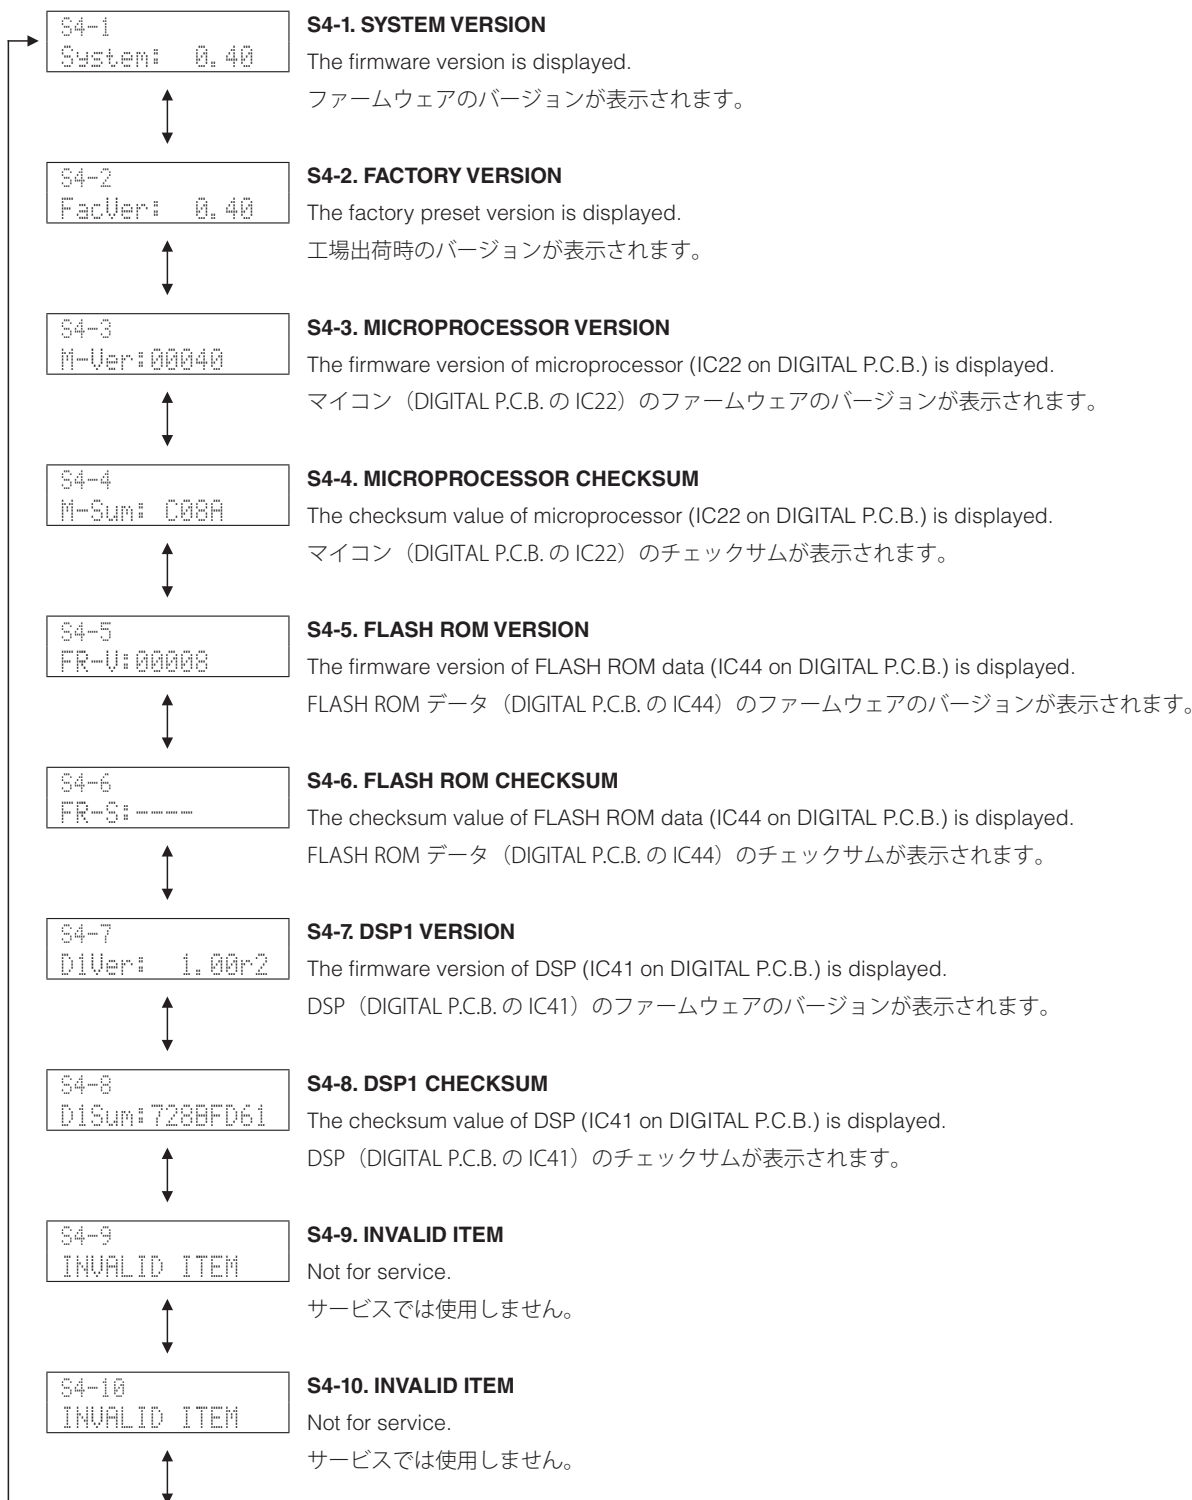 S4-1
System: 0.40
S4-1. SYSTEM VERSION
The firmware version is displayed.
ファームウェアのバージョンが表示されます。
S4-2
FacVer: 0.40
S4-2. FACTORY VERSION
The factory preset version is displayed.
工場出荷時のバージョンが表示されます。
S4-3
M-Ver:00040
S4-3. MICROPROCESSOR VERSION
The firmware version of microprocessor (IC22 on DIGITAL P.C.B.) is displayed.
マイコン（DIGITAL P.C.B. の IC22）のファームウェアのバージョンが表示されます。
S4-4
M-Sum: C08A
S4-4. MICROPROCESSOR CHECKSUM
The checksum value of microprocessor (IC22 on DIGITAL P.C.B.) is displayed.
マイコン（DIGITAL P.C.B. の IC22）のチェックサムが表示されます。
S4-5
FR-V:00008
S4-5. FLASH ROM VERSION
The firmware version of FLASH ROM data (IC44 on DIGITAL P.C.B.) is displayed.
FLASH ROM データ（DIGITAL P.C.B. の IC44）のファームウェアのバージョンが表示されます。
S4-6
FR-S:----
S4-6. FLASH ROM CHECKSUM
The checksum value of FLASH ROM data (IC44 on DIGITAL P.C.B.) is displayed.
FLASH ROM データ（DIGITAL P.C.B. の IC44）のチェックサムが表示されます。
S4-7
D1Ver: 1.00r2
S4-7. DSP1 VERSION
The firmware version of DSP (IC41 on DIGITAL P.C.B.) is displayed.
DSP（DIGITAL P.C.B. の IC41）のファームウェアのバージョンが表示されます。
S4-8
S4-8. DSP1 CHECKSUM
The checksum value of DSP (IC41 on DIGITAL P.C.B.) is displayed.
DSP（DIGITAL P.C.B. の IC41）のチェックサムが表示されます。
S4-9
INVALID ITEM
S4-9. INVALID ITEM
Not for service.
サービスでは使用しません。
S4-10
INVALID ITEM
S4-10. INVALID ITEM
Not for service.
サービスでは使用しません。